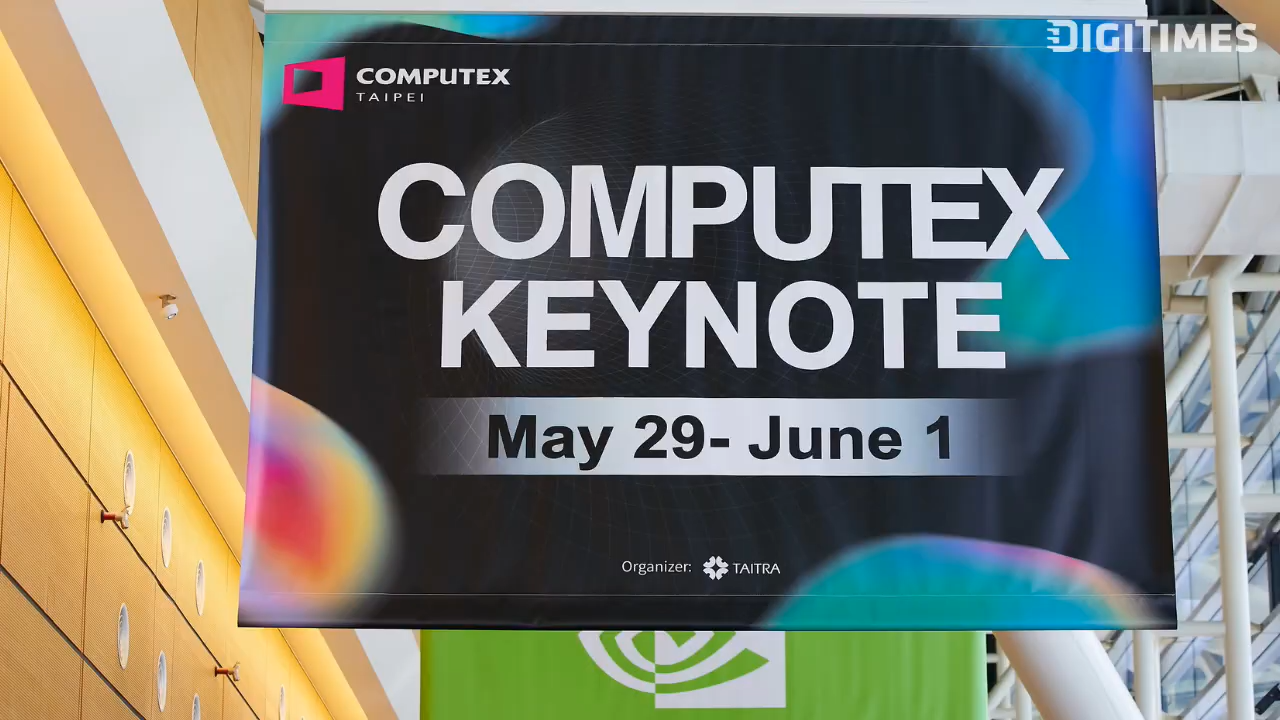 DIGITIMES
COMPUTEX
TAIPEI
COMPUTEX
KEYNOTE
May 29- June 1
Organizer: TAITRA